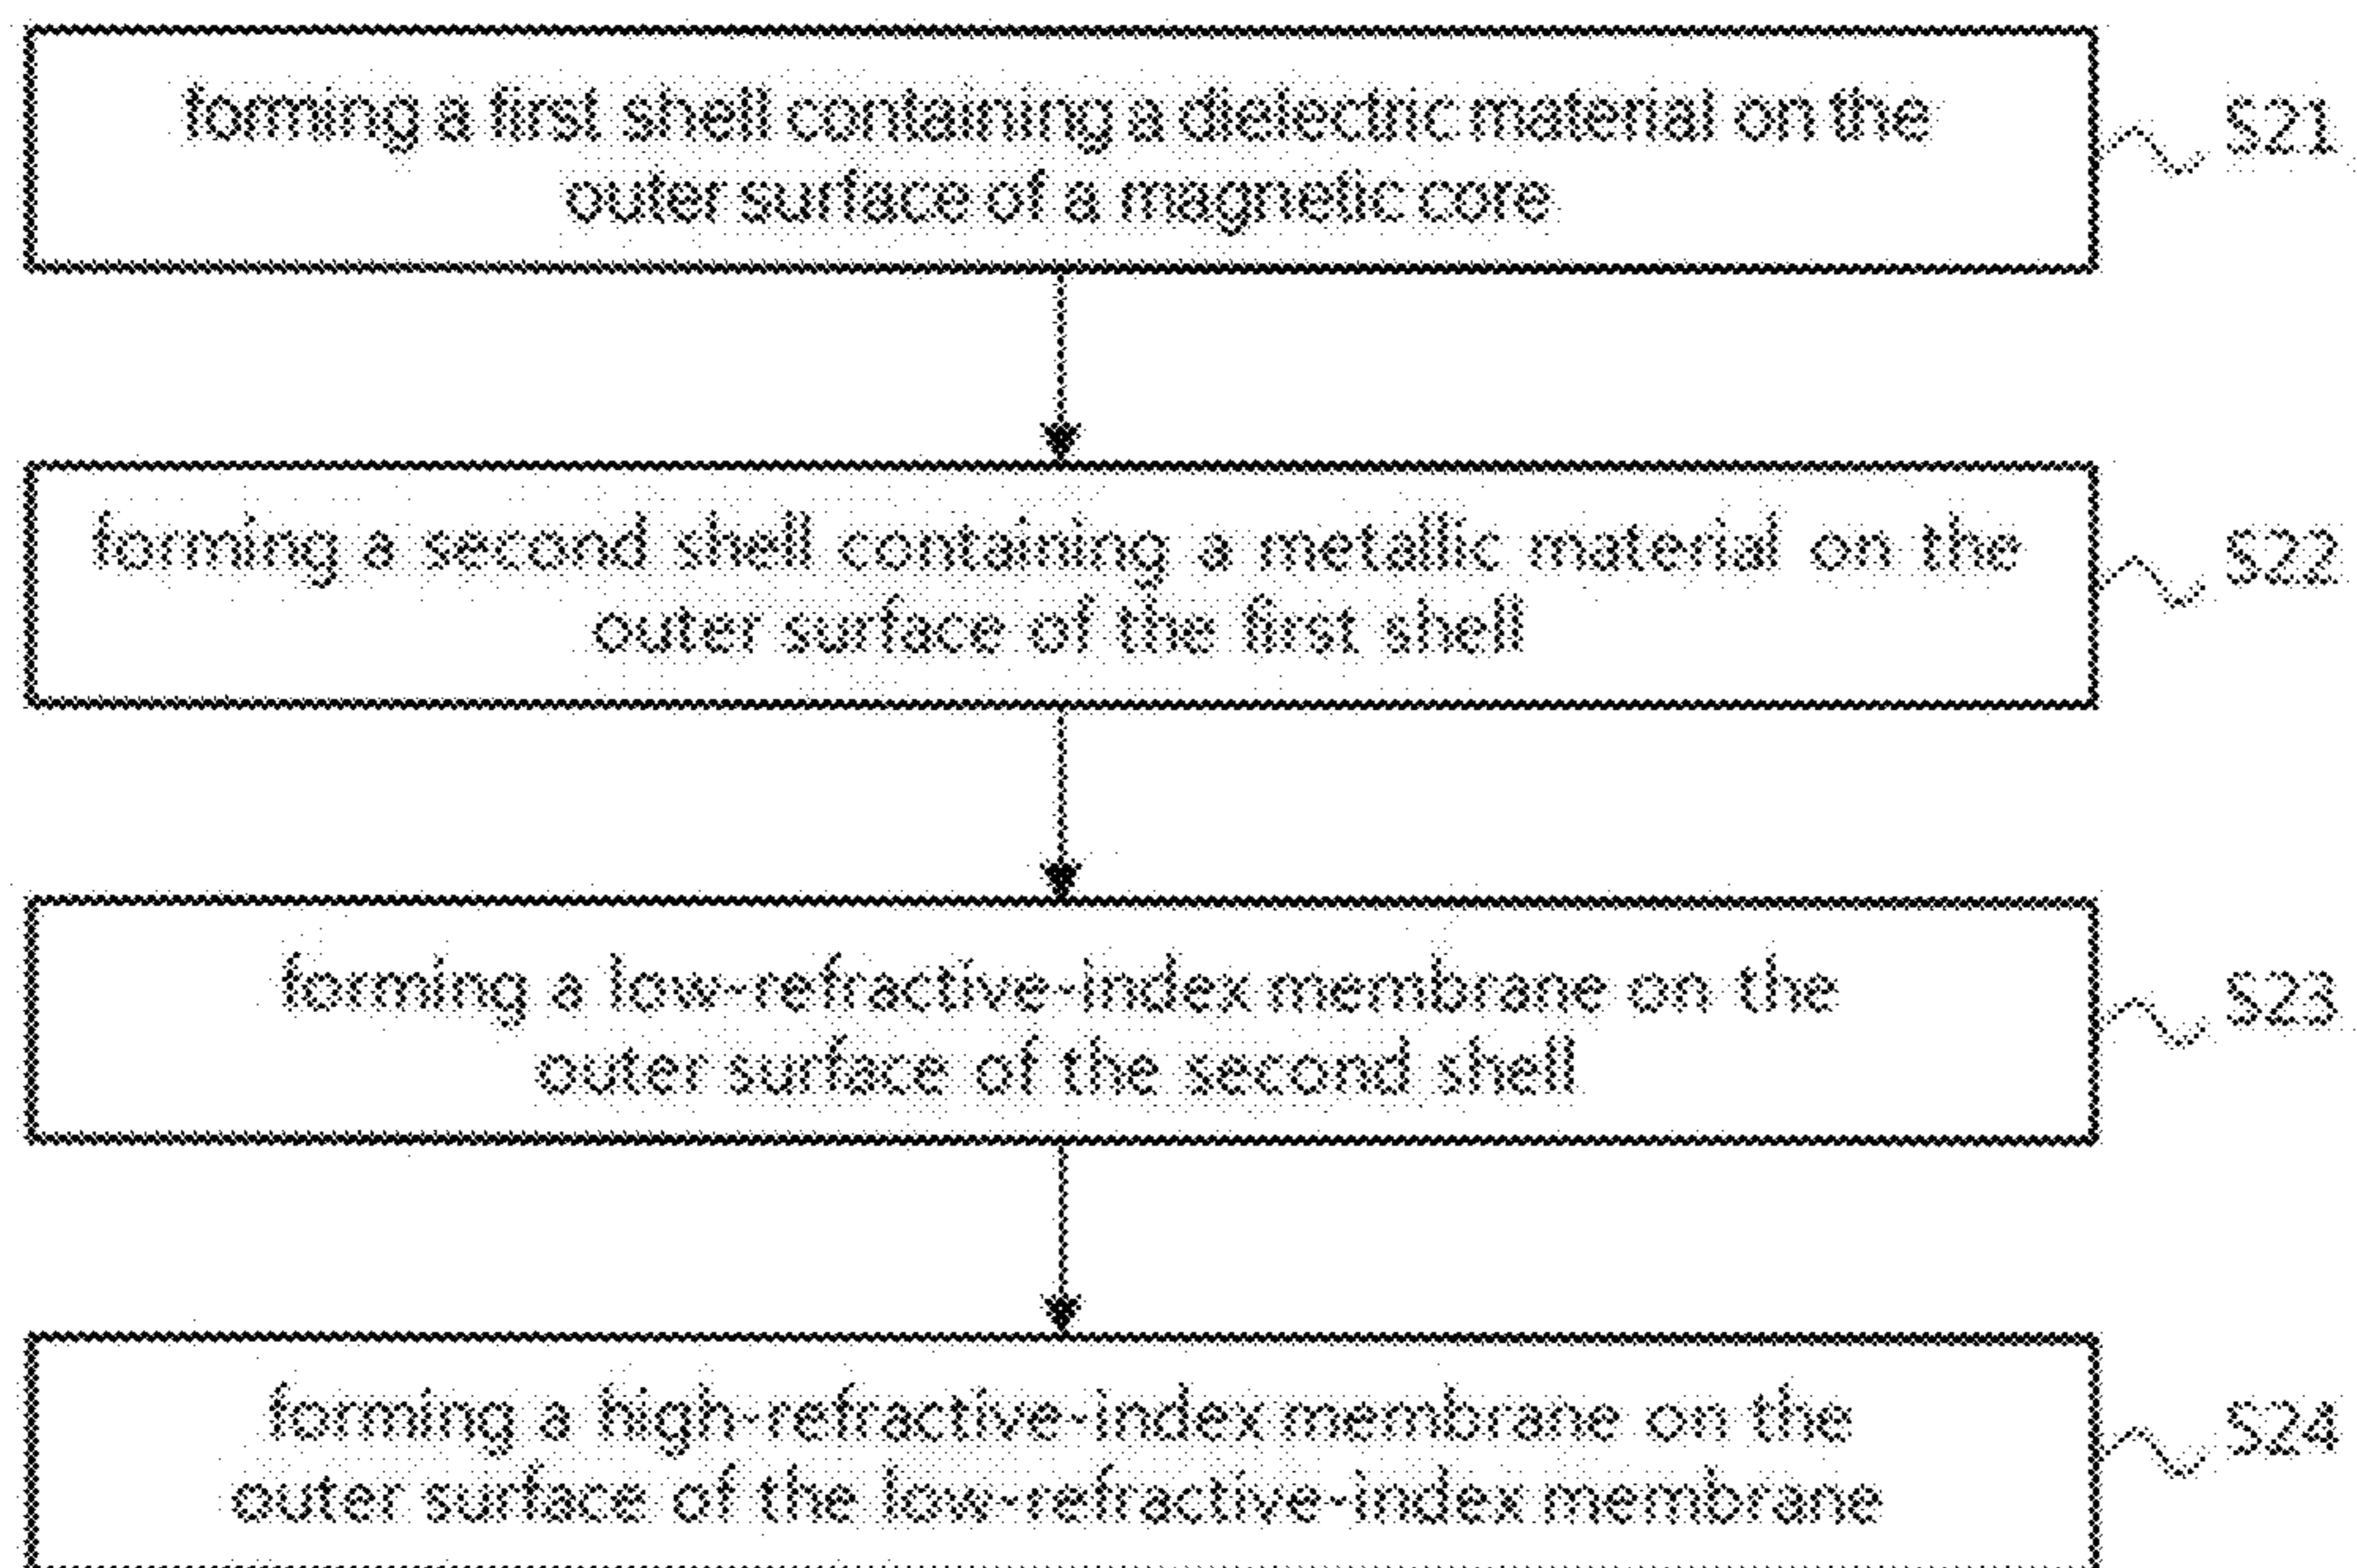 forming a first shell containing a dielectric material on the
outer surface of a magnetic core
S21
forming a second shell containing a metallic material on the
outer surface of the first shell
S22
forming a low-refractive-index membrane on the
outer surface of the second shell
S23
forming a high-refractive-index membrane on the
outer surface of the low-refractive-index membrane
S24